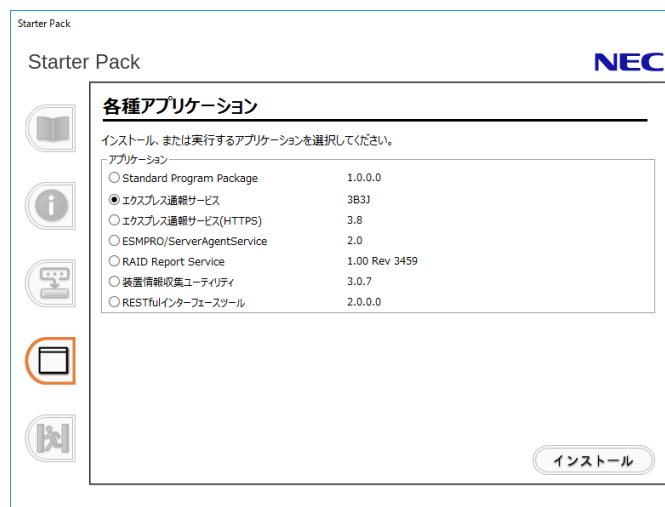 Starter Pack
Starter Pack
NEC
各種アプリケーション
インストール、または実行するアプリケーションを選択してください。
アプリケーション
Standard Program Package 1.0.0.0
エクスプレス通報サービス 3B3J
エクスプレス通報サービス(HTTPS) 3.8
ESMPRO/ServerAgentService 2.0
RAID Report Service 1.00 Rev 3459
装置情報収集ユーティリティ 3.0.7
RESTfulインターフェースツール 2.0.0.0
インストール